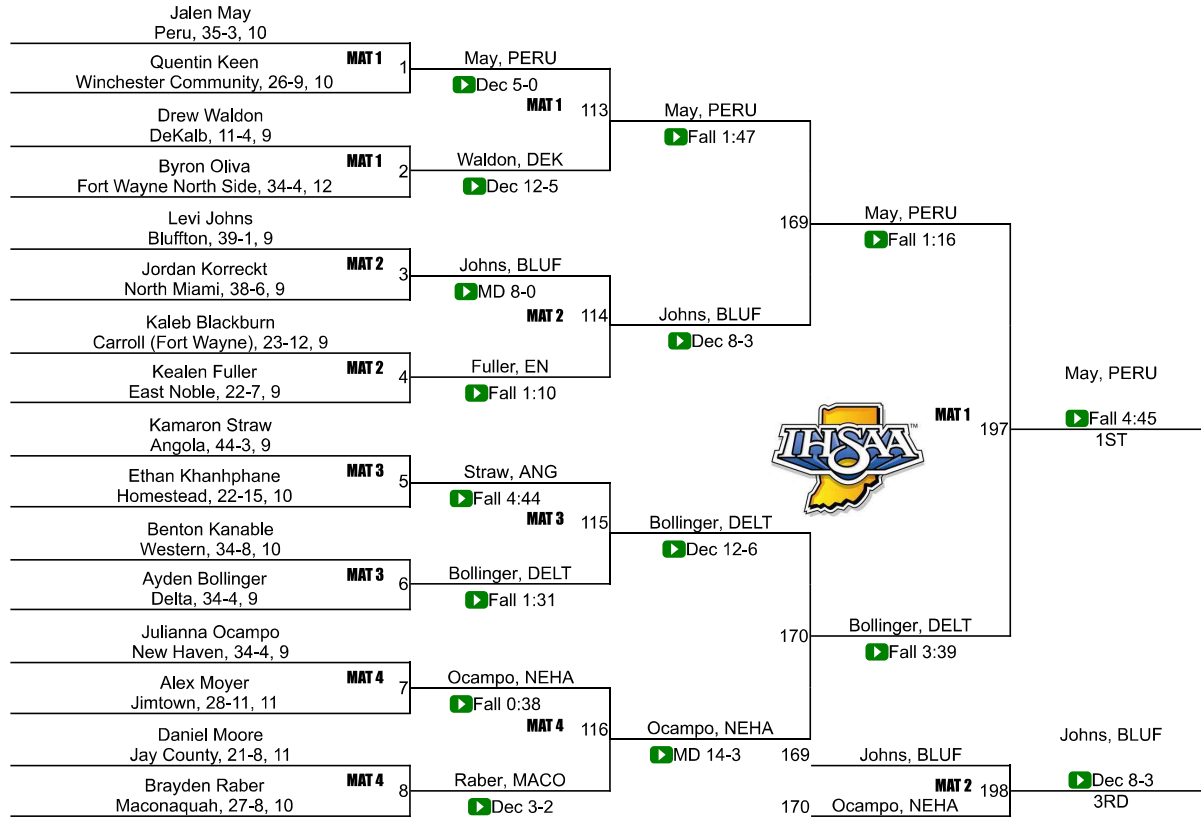 Jalen May
Peru, 35-3, 10
MAT 1
1
Quentin Keen
Winchester Community, 26-9, 10
May, PERU
Dec 5-0
Drew Waldon
DeKalb, 11-4, 9
MAT 1
2
Byron Oliva
Fort Wayne North Side, 34-4, 12
Waldon, DEK
Dec 12-5
MAT 1
113
May, PERU
Fall 1:47
Levi Johns
Bluffton, 39-1, 9
MAT 2
3
Jordan Korreckt
North Miami, 38-6, 9
Johns, BLUF
MD 8-0
Kaleb Blackburn
Carroll (Fort Wayne), 23-12, 9
MAT 2
4
Kealen Fuller
East Noble, 22-7, 9
Fuller, EN
Fall 1:10
MAT 2
114
Johns, BLUF
Dec 8-3
169
May, PERU
Fall 1:16
Kamaron Straw
Angola, 44-3, 9
MAT 3
5
Ethan Khanhphane
Homestead, 22-15, 10
Straw, ANG
Fall 4:44
Benton Kanable
Western, 34-8, 10
MAT 3
6
Ayden Bollinger
Delta, 34-4, 9
Bollinger, DELT
Fall 1:31
MAT 3
115
Bollinger, DELT
Dec 12-6
Julianna Ocampo
New Haven, 34-4, 9
MAT 4
7
Alex Moyer
Jimtown, 28-11, 11
Ocampo, NEHA
Fall 0:38
Daniel Moore
Jay County, 21-8, 11
MAT 4
8
Brayden Raber
Maconaquah, 27-8, 10
Raber, MACO
Dec 3-2
MAT 4
116
Ocampo, NEHA
MD 14-3
170
Bollinger, DELT
Fall 3:39
IHSAA
TM
MAT 1
197
May, PERU
Fall 4:45
1ST
169
Johns, BLUF
170
Ocampo, NEHA
MAT 2
198
Johns, BLUF
Dec 8-3
3RD